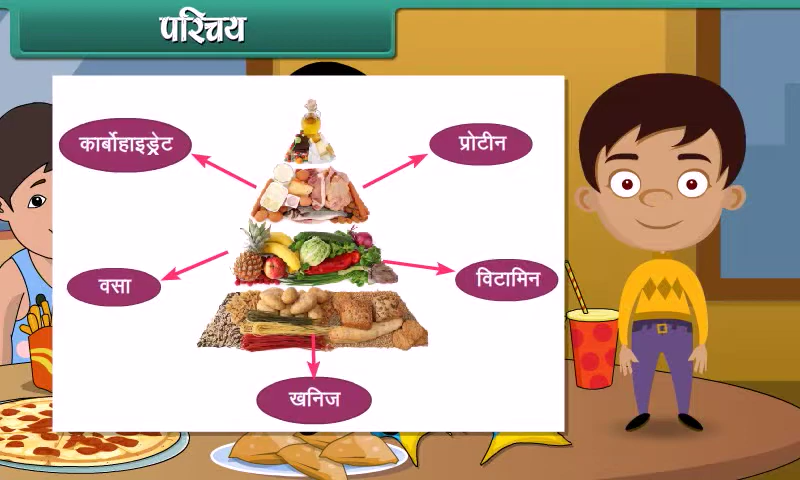 परिचय
कार्बोहाइड्रेट
प्रोटीन
वसा
विटामिन
खनिज